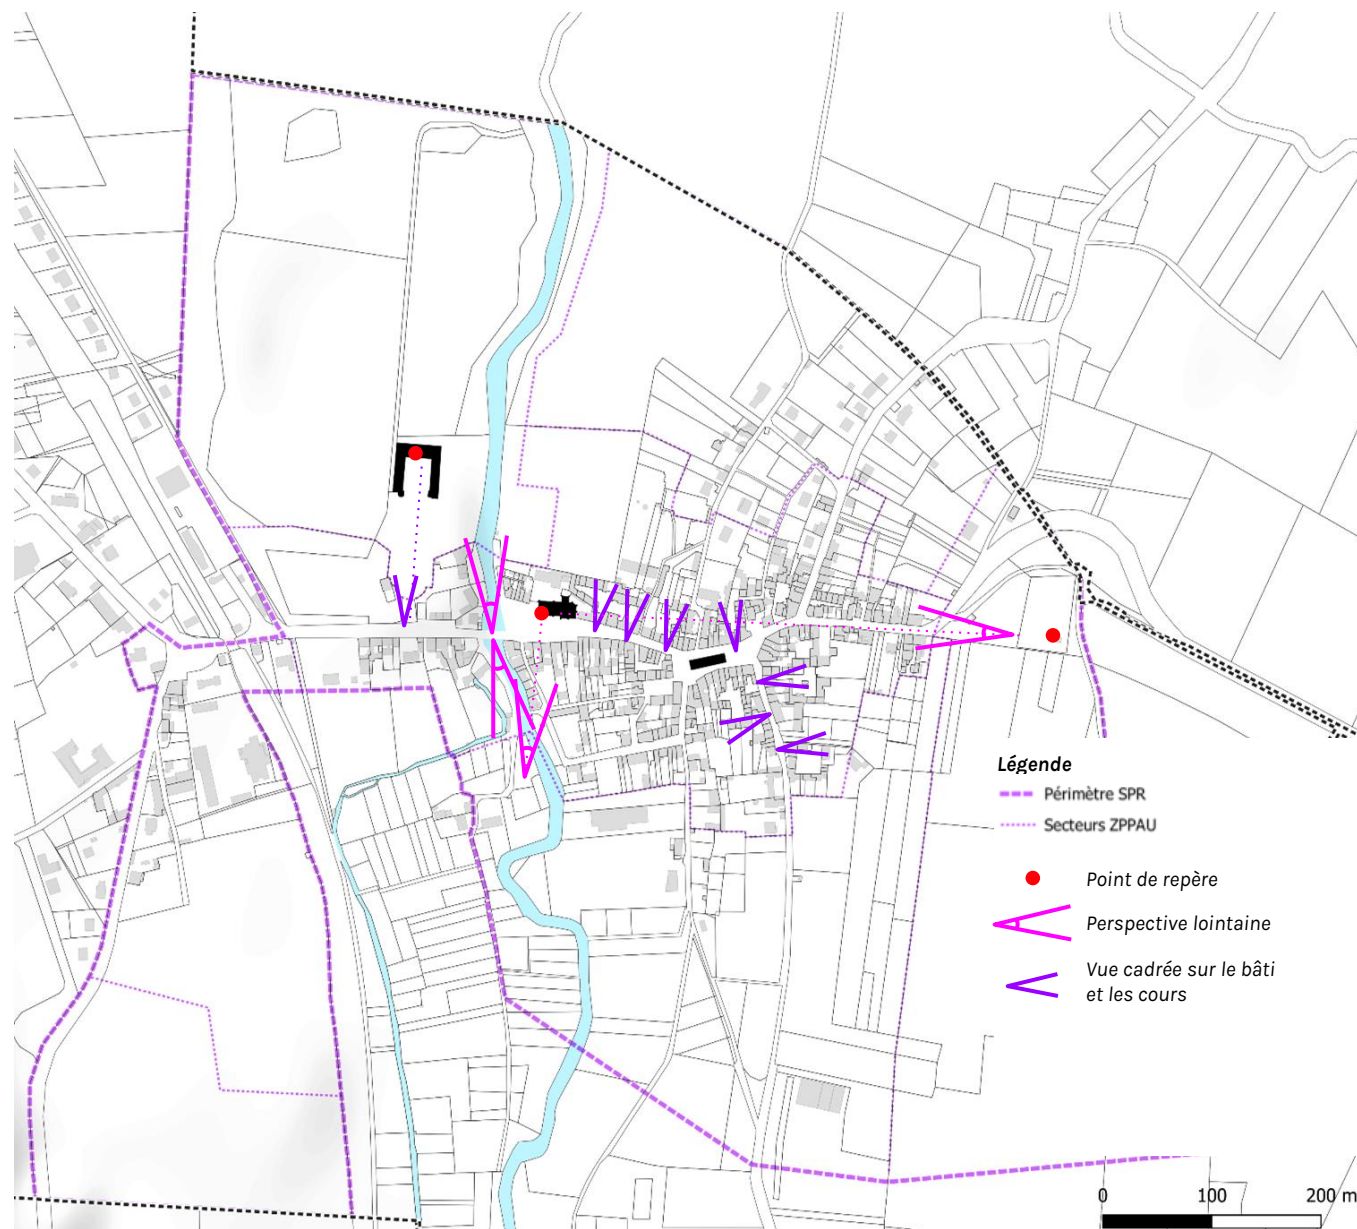 Légende
Périmètre SPR
Secteurs ZPPAU
Point de repère
Perspective lointaine
Vue cadrée sur le bâti
et les cours
0 100 200 m